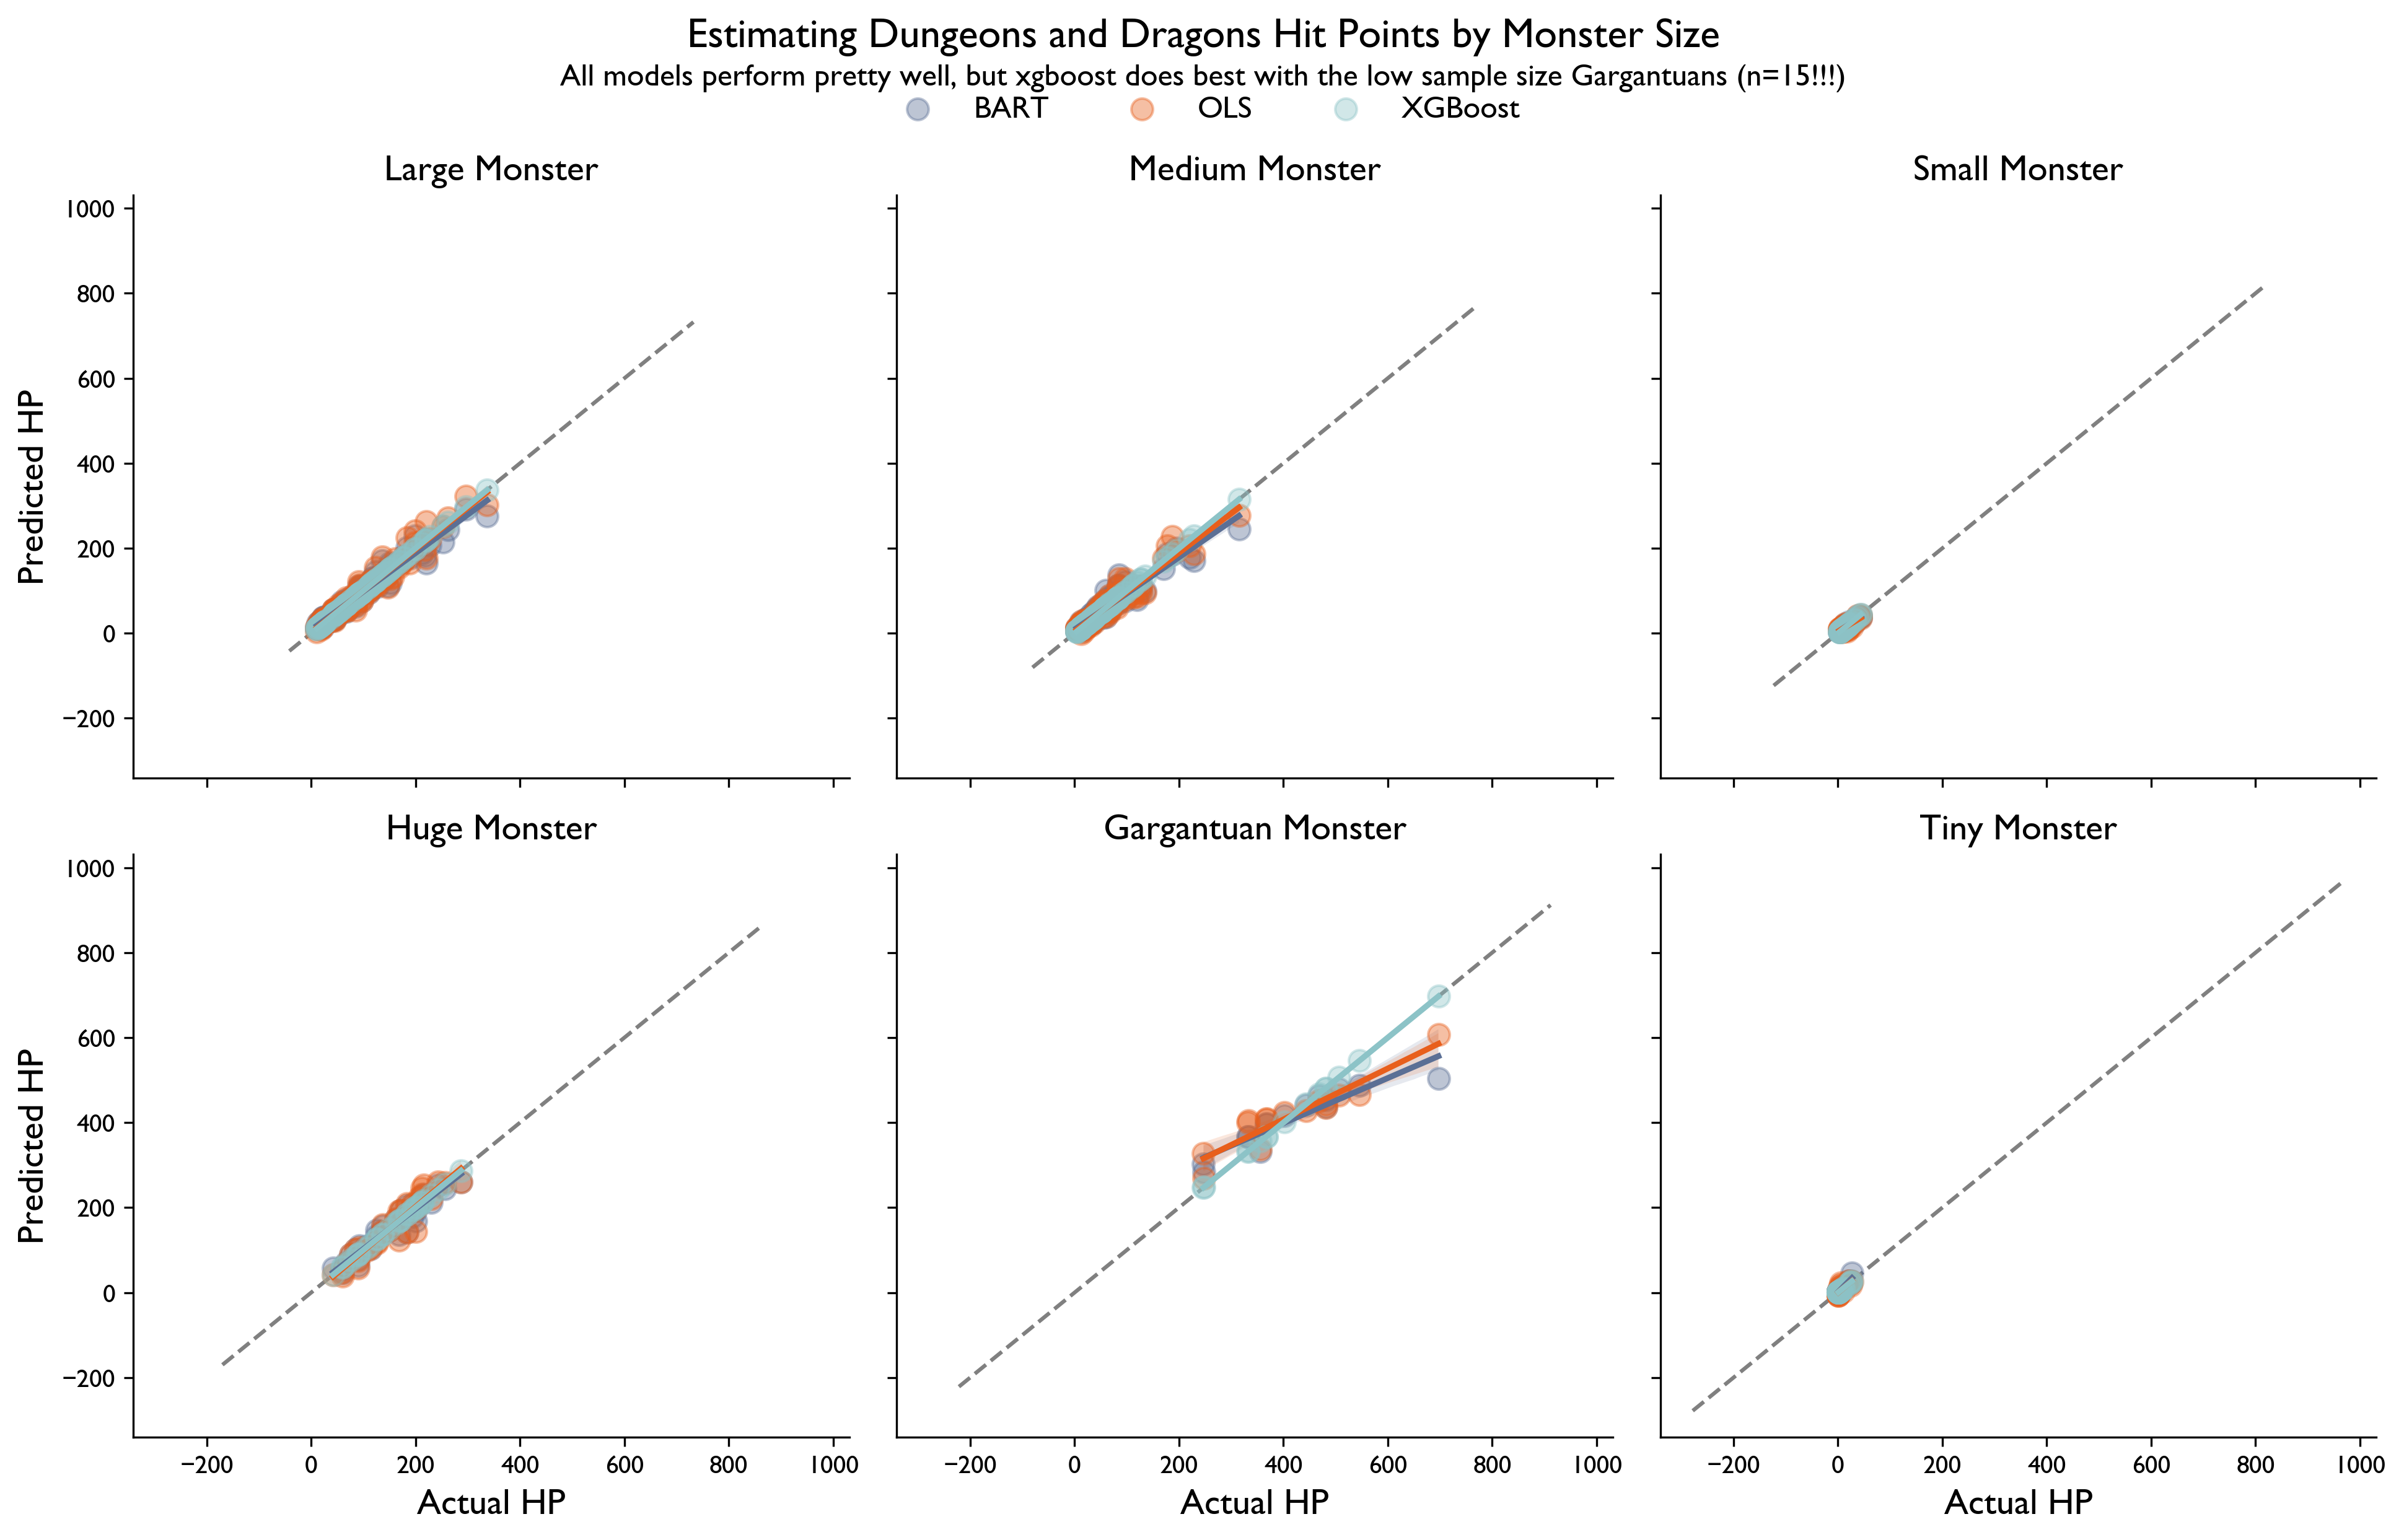 Estimating Dungeons and Dragons Hit Points by Monster Size
All models perform pretty well, but xgboost does best with the low sample size Gargantuans (n=15!!!)
BART OLS XGBoost
Large Monster
Medium Monster
Small Monster
1000
800
600
400
200
0
−200
Predicted HP
Huge Monster
Gargantuan Monster
Tiny Monster
1000
800
600
400
200
0
−200
Predicted HP
−200 0 200 400 600 800 1000
−200 0 200 400 600 800 1000
−200 0 200 400 600 800 1000
Actual HP
Actual HP
Actual HP